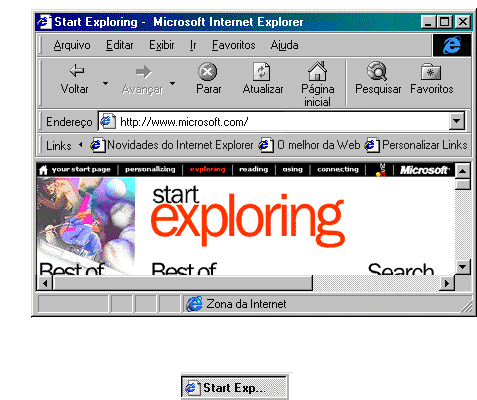 Start Exploring - Microsoft Internet Explorer
Arquivo Editar Exibir Ir Favoritos Ajuda
Voltar Avançar Parar Atualizar Página inicial Pesquisar Favoritos
Endereço http://www.microsoft.com/
Links Novidades do Internet Explorer O melhor da Web Personalizar Links
your start page personalizing exploring reading using connecting Microsoft
start
exploring
Best of Best of Search
Zona da Internet
Start Exp...